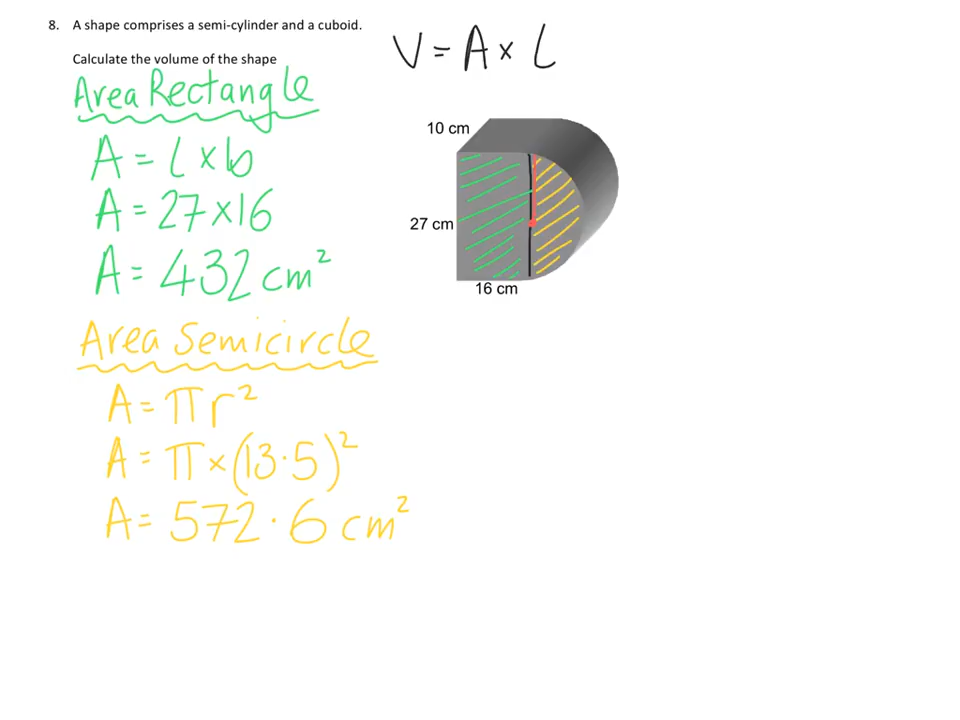 8. A shape comprises a semi-cylinder and a cuboid.
Calculate the volume of the shape
V = A × L
Area Rectangle
A = l × b
A = 27 × 16
A = 432 cm²
10 cm
27 cm
16 cm
Area Semicircle
A = πr²
A = π × (13·5)²
A = 572·6 cm²